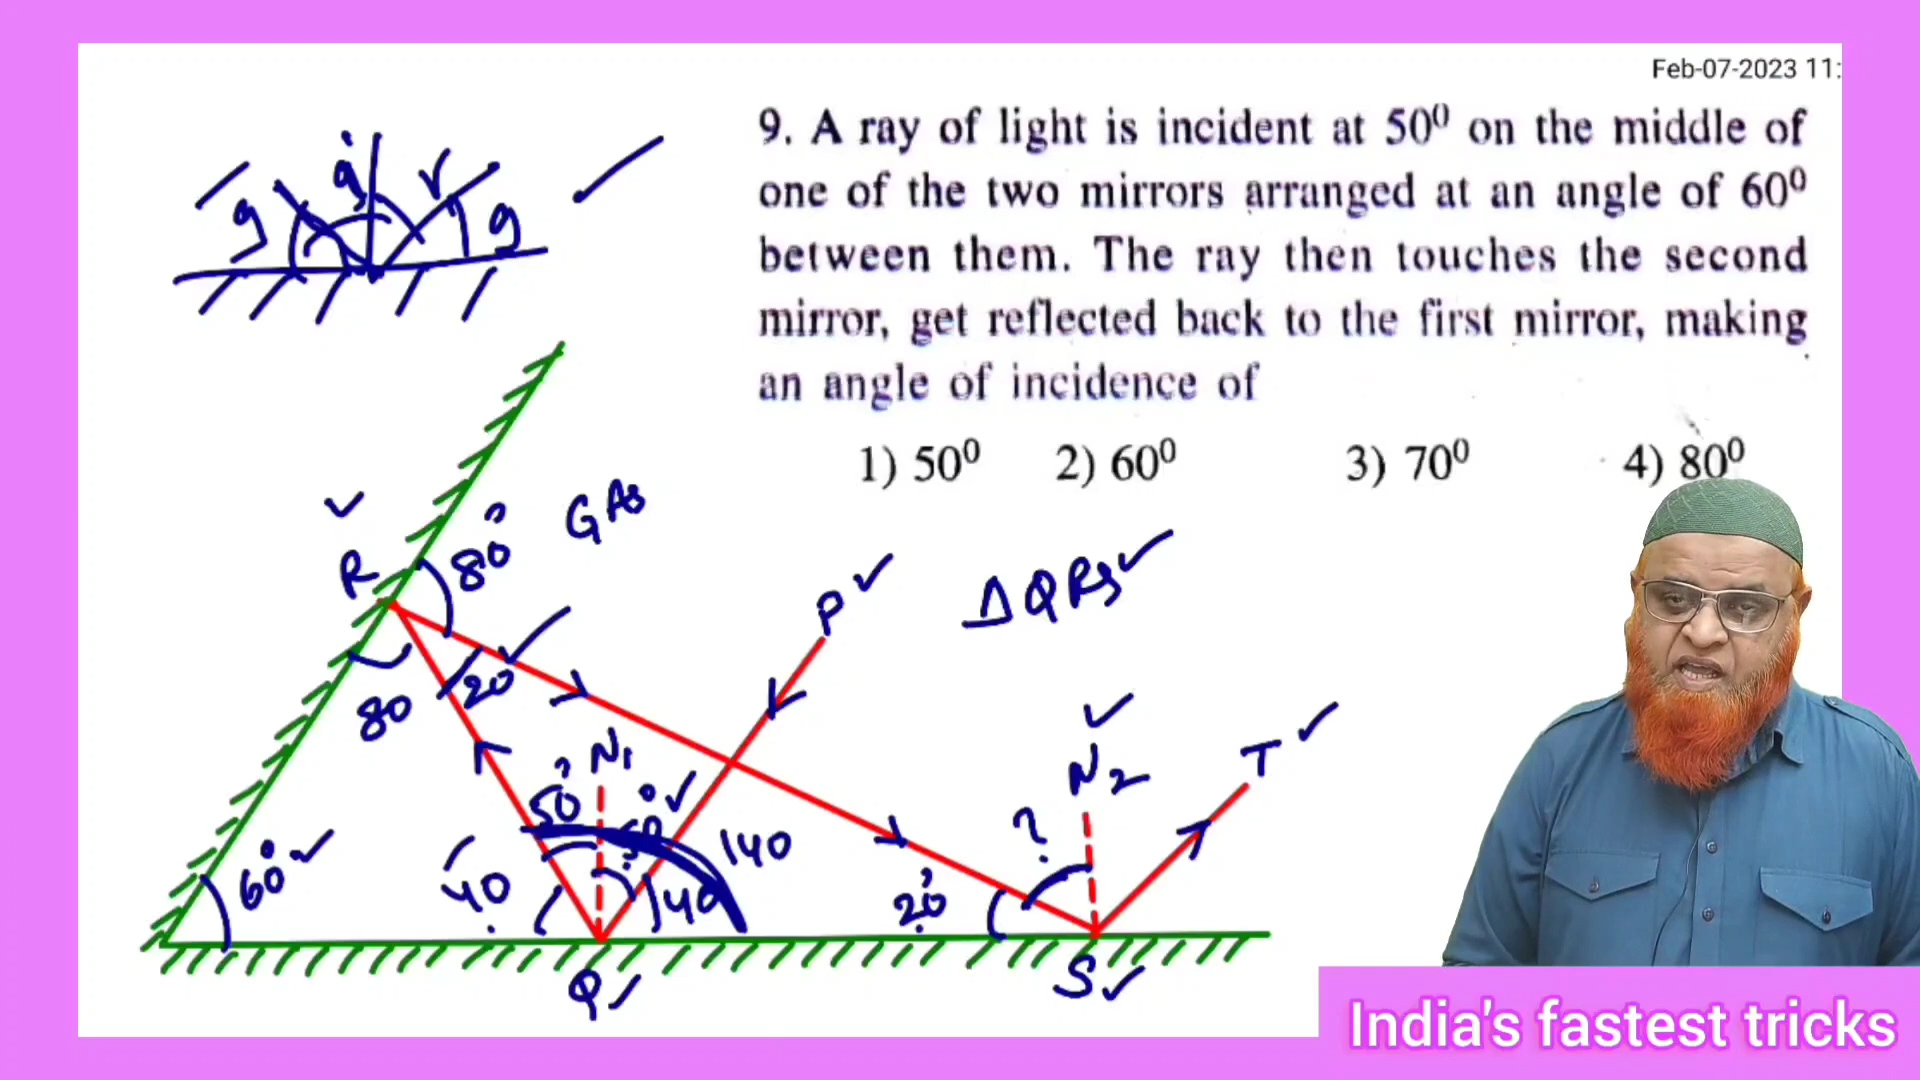 Feb-07-2023 11:
9. A ray of light is incident at 50⁰ on the middle of
one of the two mirrors arranged at an angle of 60⁰
between them. The ray then touches the second
mirror, get reflected back to the first mirror, making
an angle of incidence of
1) 50⁰ 2) 60⁰ 3) 70⁰ 4) 80⁰
g i r g
R 80° GAs
80 20
P ΔQRS
N₁ N₂ T
50° 50° 140 ?
60° 40 40 20°
Q S
India's fastest tricks